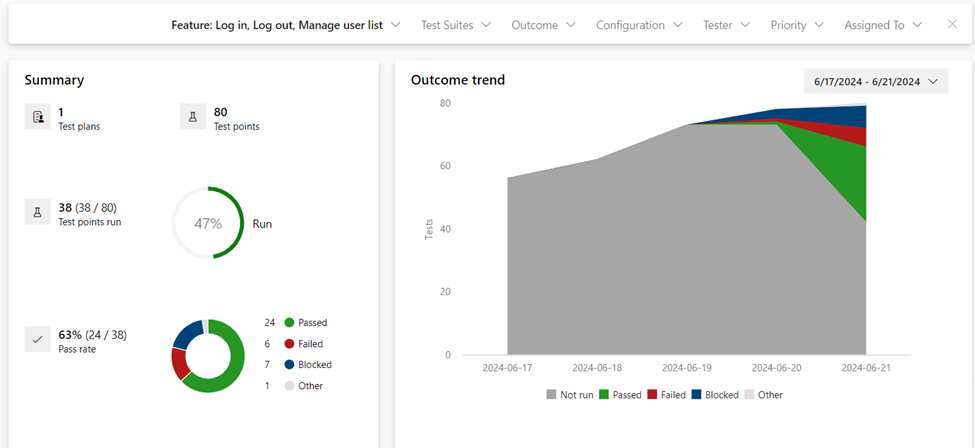 Feature: Log in, Log out, Manage user list
Test Suites
Outcome
Configuration
Tester
Priority
Assigned To
Summary
1
Test plans
80
Test points
38 (38 / 80)
Test points run
47%
Run
63% (24 / 38)
Pass rate
24 Passed
6 Failed
7 Blocked
1 Other
Outcome trend
6/17/2024 - 6/21/2024
80
60
40
20
0
Tests
2024-06-17
2024-06-18
2024-06-19
2024-06-20
2024-06-21
Not run
Passed
Failed
Blocked
Other